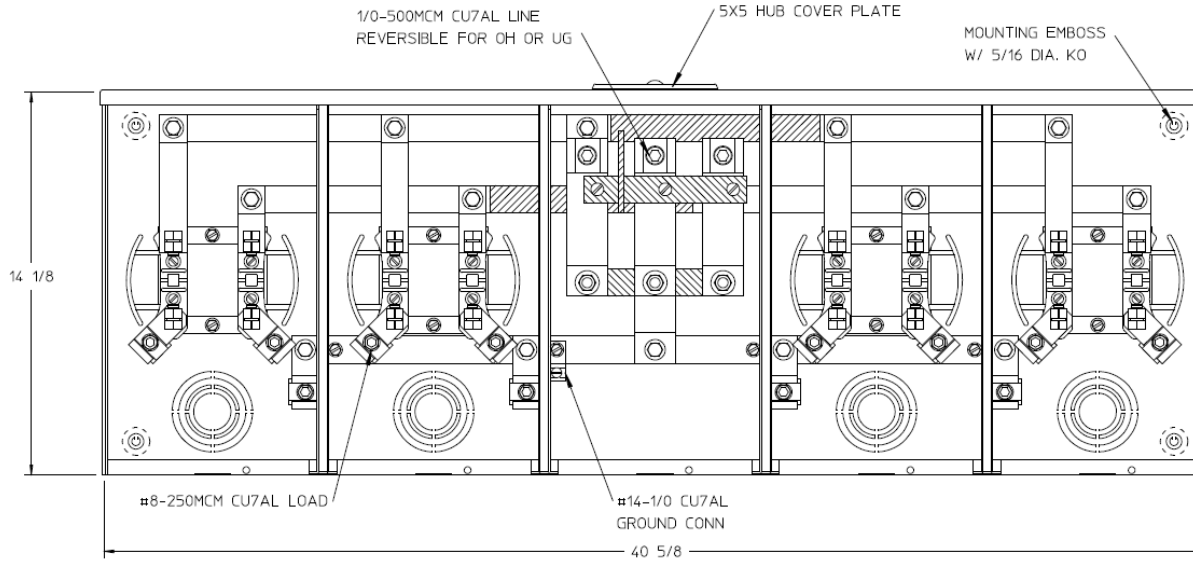 1/0-500MCM CU7AL LINE
REVERSIBLE FOR OH OR UG
5X5 HUB COVER PLATE
MOUNTING EMBOSS
W/ 5/16 DIA. KO
14 1/8
#8-250MCM CU7AL LOAD
#14-1/0 CU7AL
GROUND CONN
40 5/8